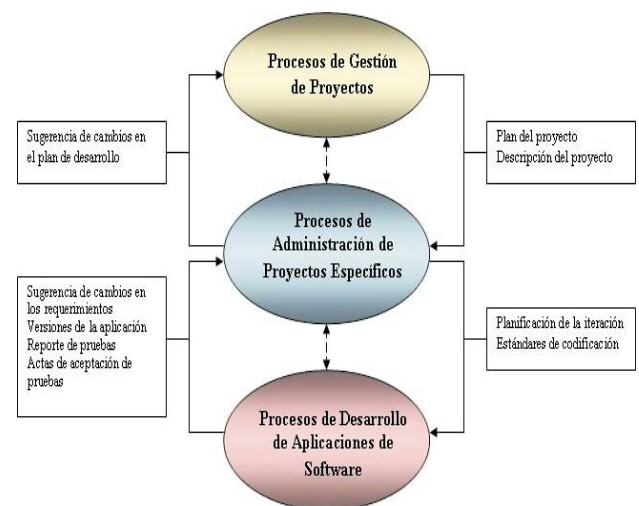 Procesos de Gestión
de Proyectos
Sugerencia de cambios en
el plan de desarrollo
Plan del proyecto
Descripción del proyecto
Procesos de
Administración de
Proyectos Específicos
Sugerencia de cambios en
los requerimientos
Versiones de la aplicación
Reporte de pruebas
Actas de aceptación de
pruebas
Planificación de la iteración
Estándares de codificación
Procesos de Desarrollo
de Aplicaciones de
Software